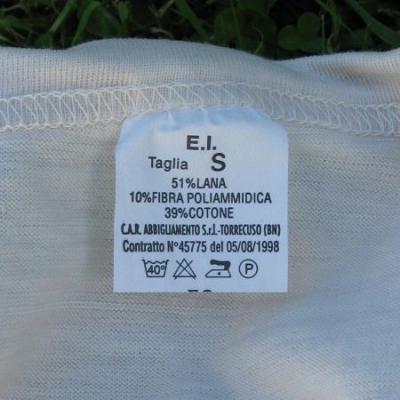 E.I.
Taglia S
51%LANA
10%FIBRA POLIAMMIDICA
39%COTONE
C.A.R. ABBIGLIAMENTO S.r.l.-TORRECUSO (BN)
Contratto N°45775 del 05/08/1998
40° P